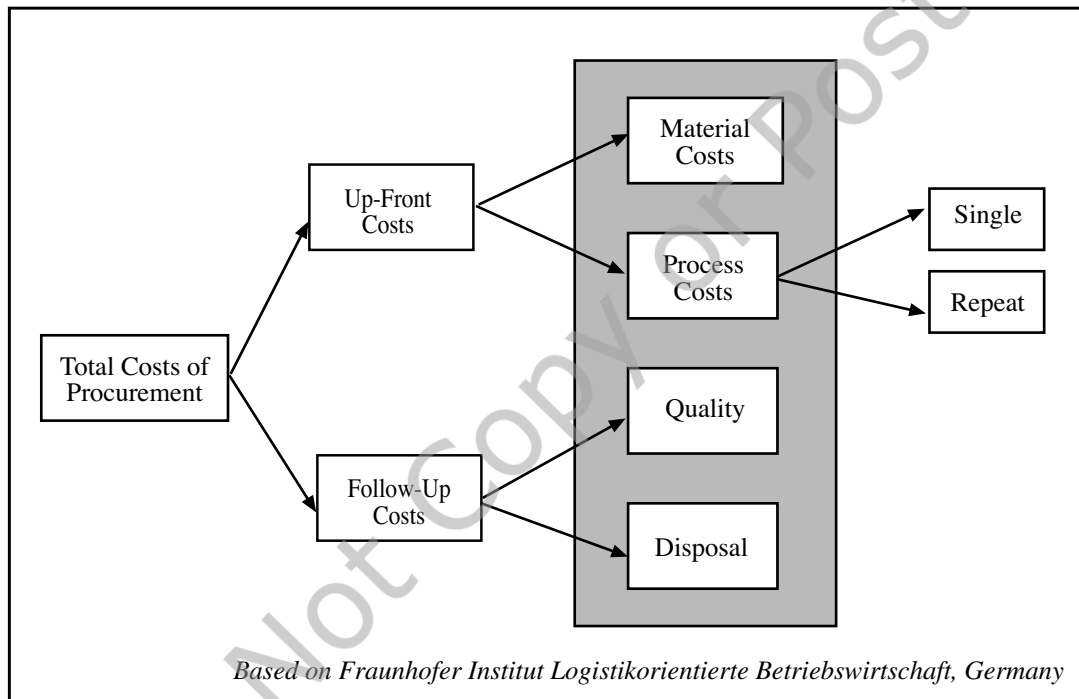 Material
Costs
Up-Front
Costs
Single
Process
Costs
Repeat
Total Costs of
Procurement
Quality
Follow-Up
Costs
Disposal
Based on Fraunhofer Institut Logistikorientierte Betriebswirtschaft, Germany
Not Copy or Post